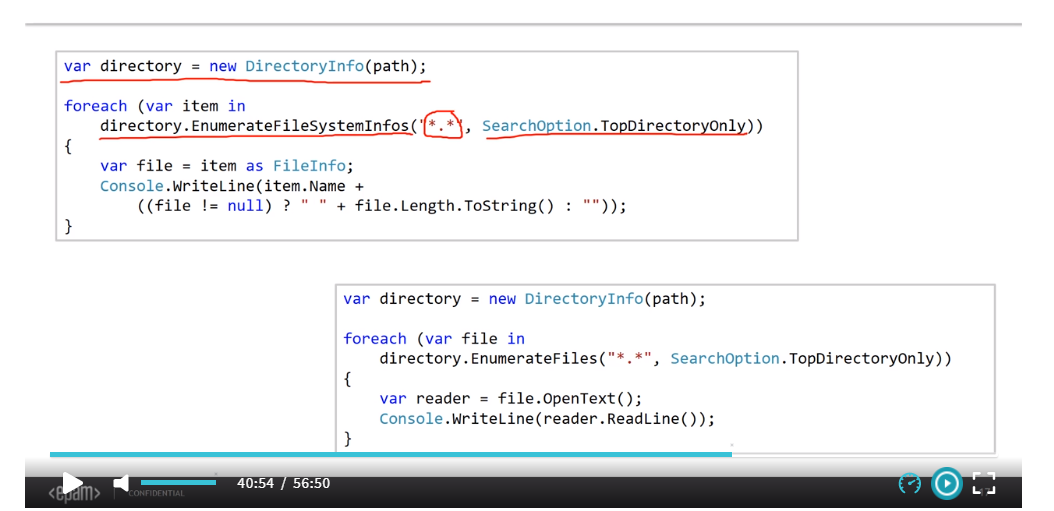 var directory = new DirectoryInfo(path);
foreach (var item in
directory.EnumerateFileSystemInfos("*.*", SearchOption.TopDirectoryOnly))
{
var file = item as FileInfo;
Console.WriteLine(item.Name +
((file != null) ? " " + file.Length.ToString() : ""));
}
var directory = new DirectoryInfo(path);
foreach (var file in
directory.EnumerateFiles("*.*", SearchOption.TopDirectoryOnly))
{
var reader = file.OpenText();
Console.WriteLine(reader.ReadLine());
}
<epam> | CONFIDENTIAL
40:54 / 56:50